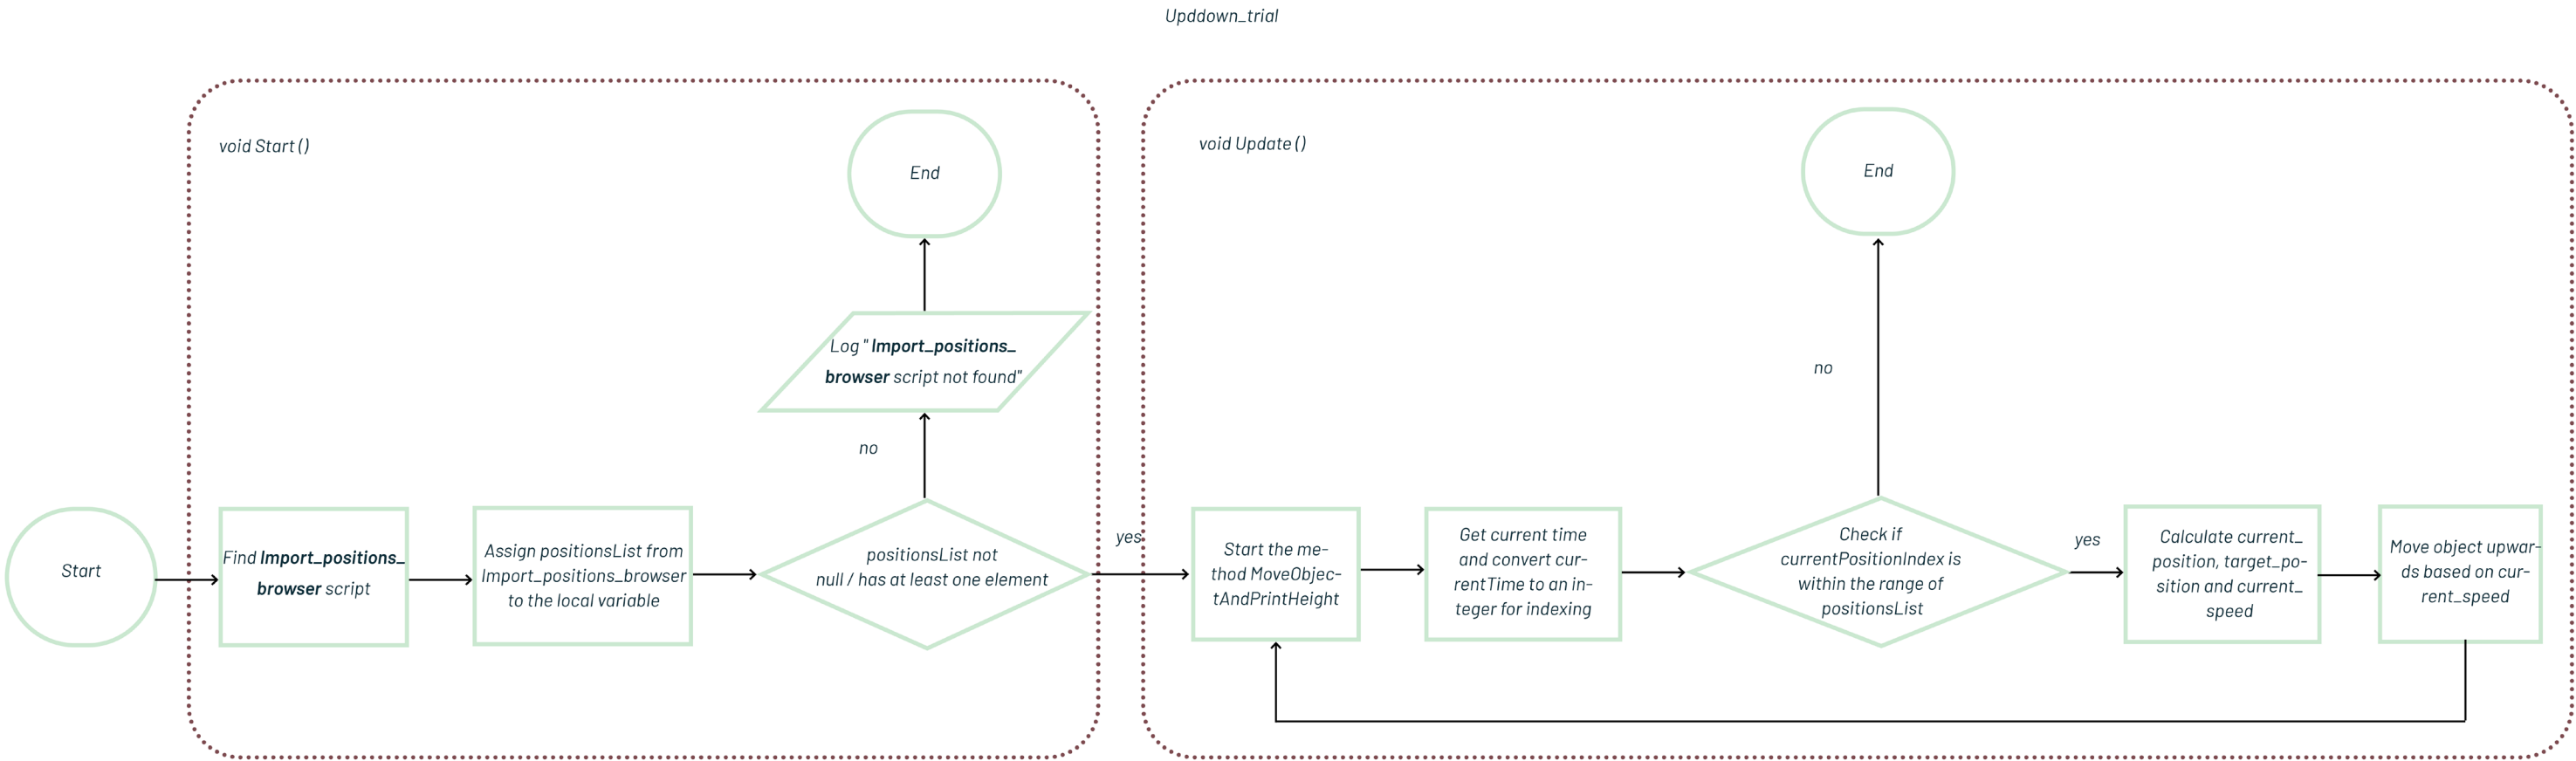 Upddown_trial
void Start ()
End
Log " Import_positions_
browser script not found"
no
Start
Find Import_positions_
browser script
Assign positionsList from
Import_positions_browser
to the local variable
positionsList not
null / has at least one element
yes
void Update ()
End
no
Start the me-
thod MoveObjec-
tAndPrintHeight
Get current time
and convert cur-
rentTime to an in-
teger for indexing
Check if
currentPositionIndex is
within the range of
positionsList
yes
Calculate current_
position, target_po-
sition and current_
speed
Move object upwar-
ds based on cur-
rent_speed